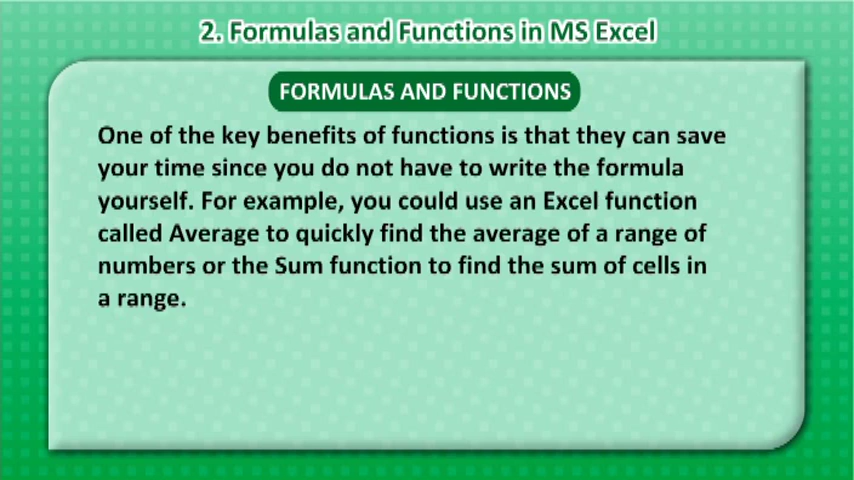 2. Formulas and Functions in MS Excel
FORMULAS AND FUNCTIONS
One of the key benefits of functions is that they can save
your time since you do not have to write the formula
yourself. For example, you could use an Excel function
called Average to quickly find the average of a range of
numbers or the Sum function to find the sum of cells in
a range.